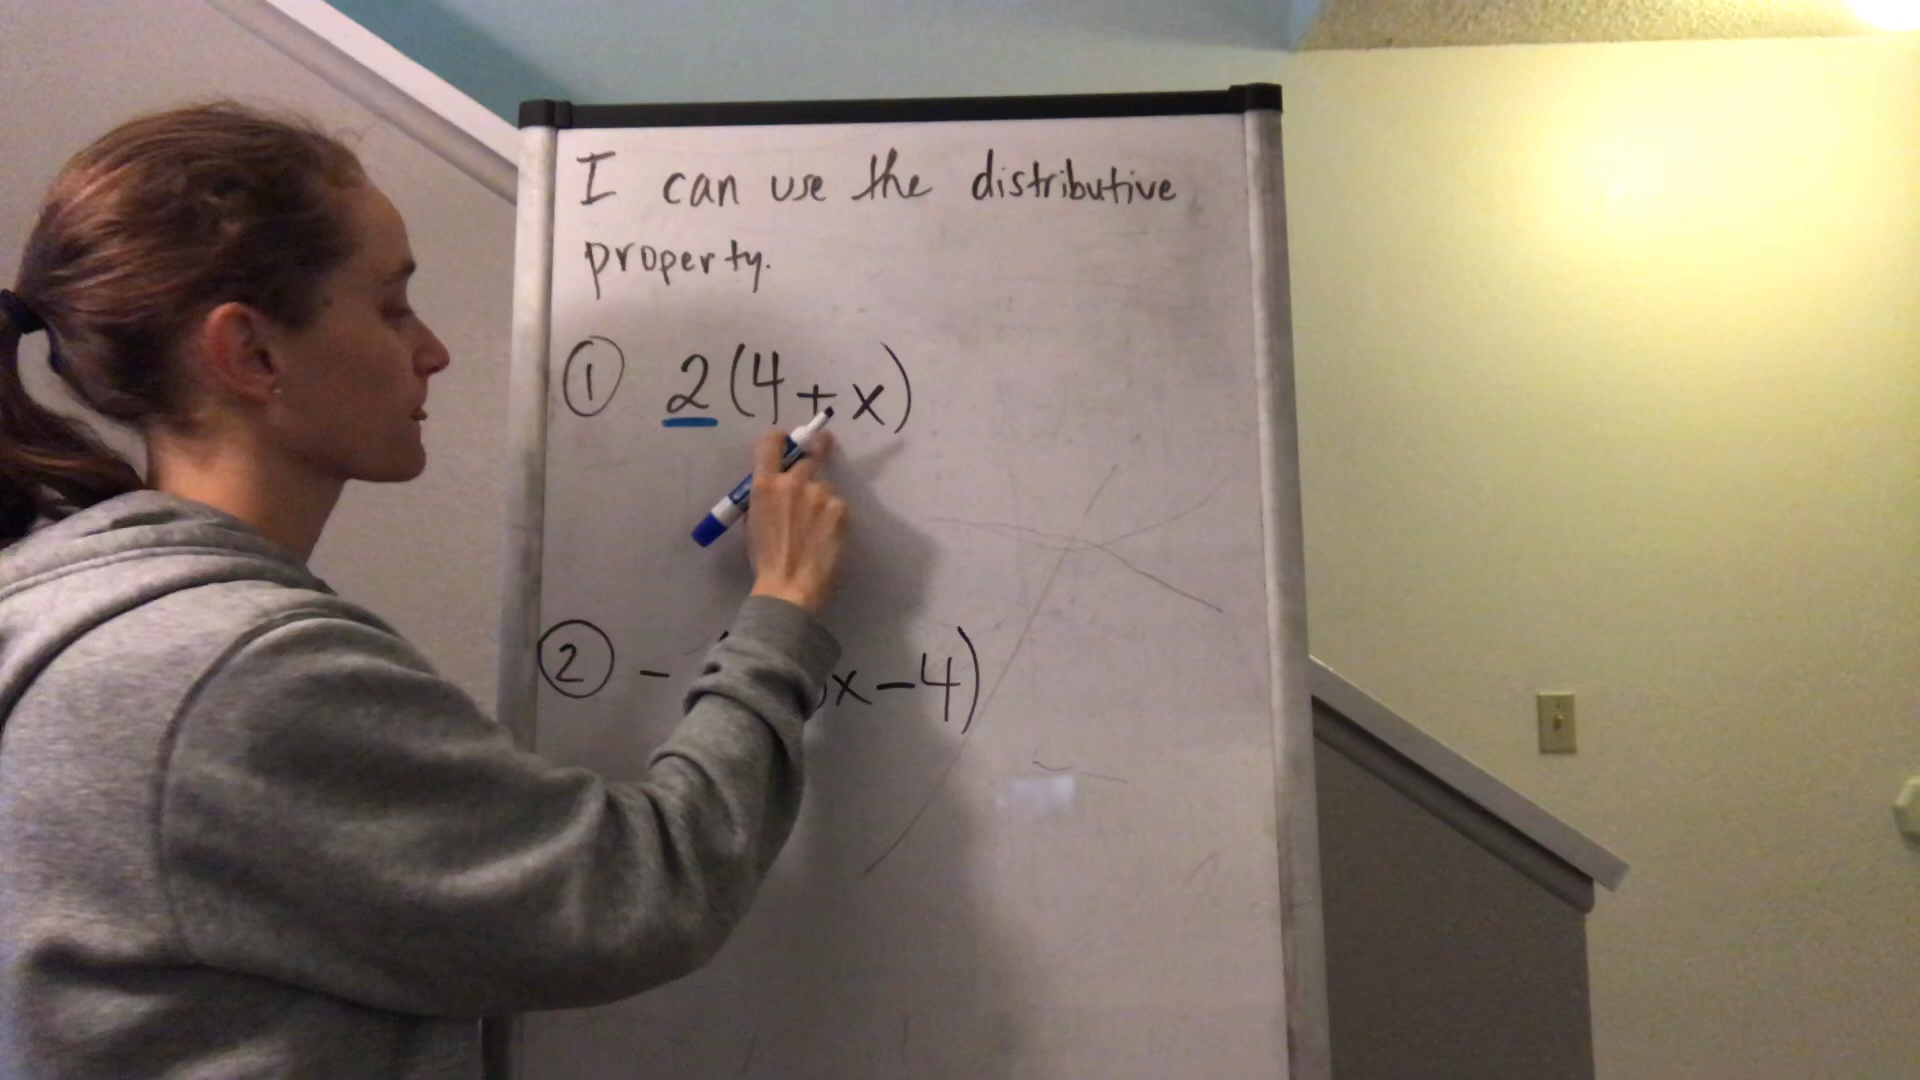 I can use the distributive
property.
① 2(4+x)
② - x-4)